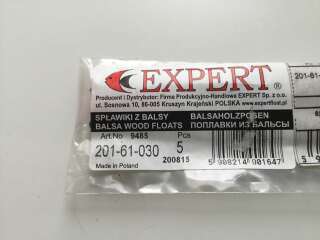 EXPERT®
Producent i Dystrybutor: Firma Produkcyjno-Handlowa EXPERT Sp. z o.o.
ul. Sosnowa 10, 86-005 Kruszyn Krajeński POLSKA www.expertfloat.pl
SPŁAWIKI Z BALSY BALSAHOLZPOSEN
BALSA WOOD FLOATS ПОПЛАВКИ ИЗ БАЛЬСЫ
Art.No 9485 Pcs
201-61-030 5
Made in Poland 200815
5 908214 901647
201-61-